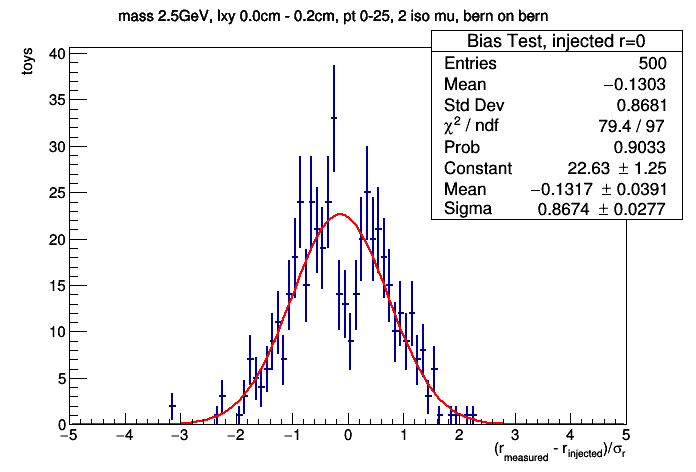 mass 2.5GeV, lxy 0.0cm - 0.2cm, pt 0-25, 2 iso mu, bern on bern
Bias Test, injected r=0
Entries 500
Mean −0.1303
Std Dev 0.8681
χ² / ndf 79.4 / 97
Prob 0.9033
Constant 22.63 ± 1.25
Mean −0.1317 ± 0.0391
Sigma 0.8674 ± 0.0277
toys
40
35
30
25
20
15
10
5
0
−5 −4 −3 −2 −1 0 1 2 3 4 5
(r_measured - r_injected)/σ_r